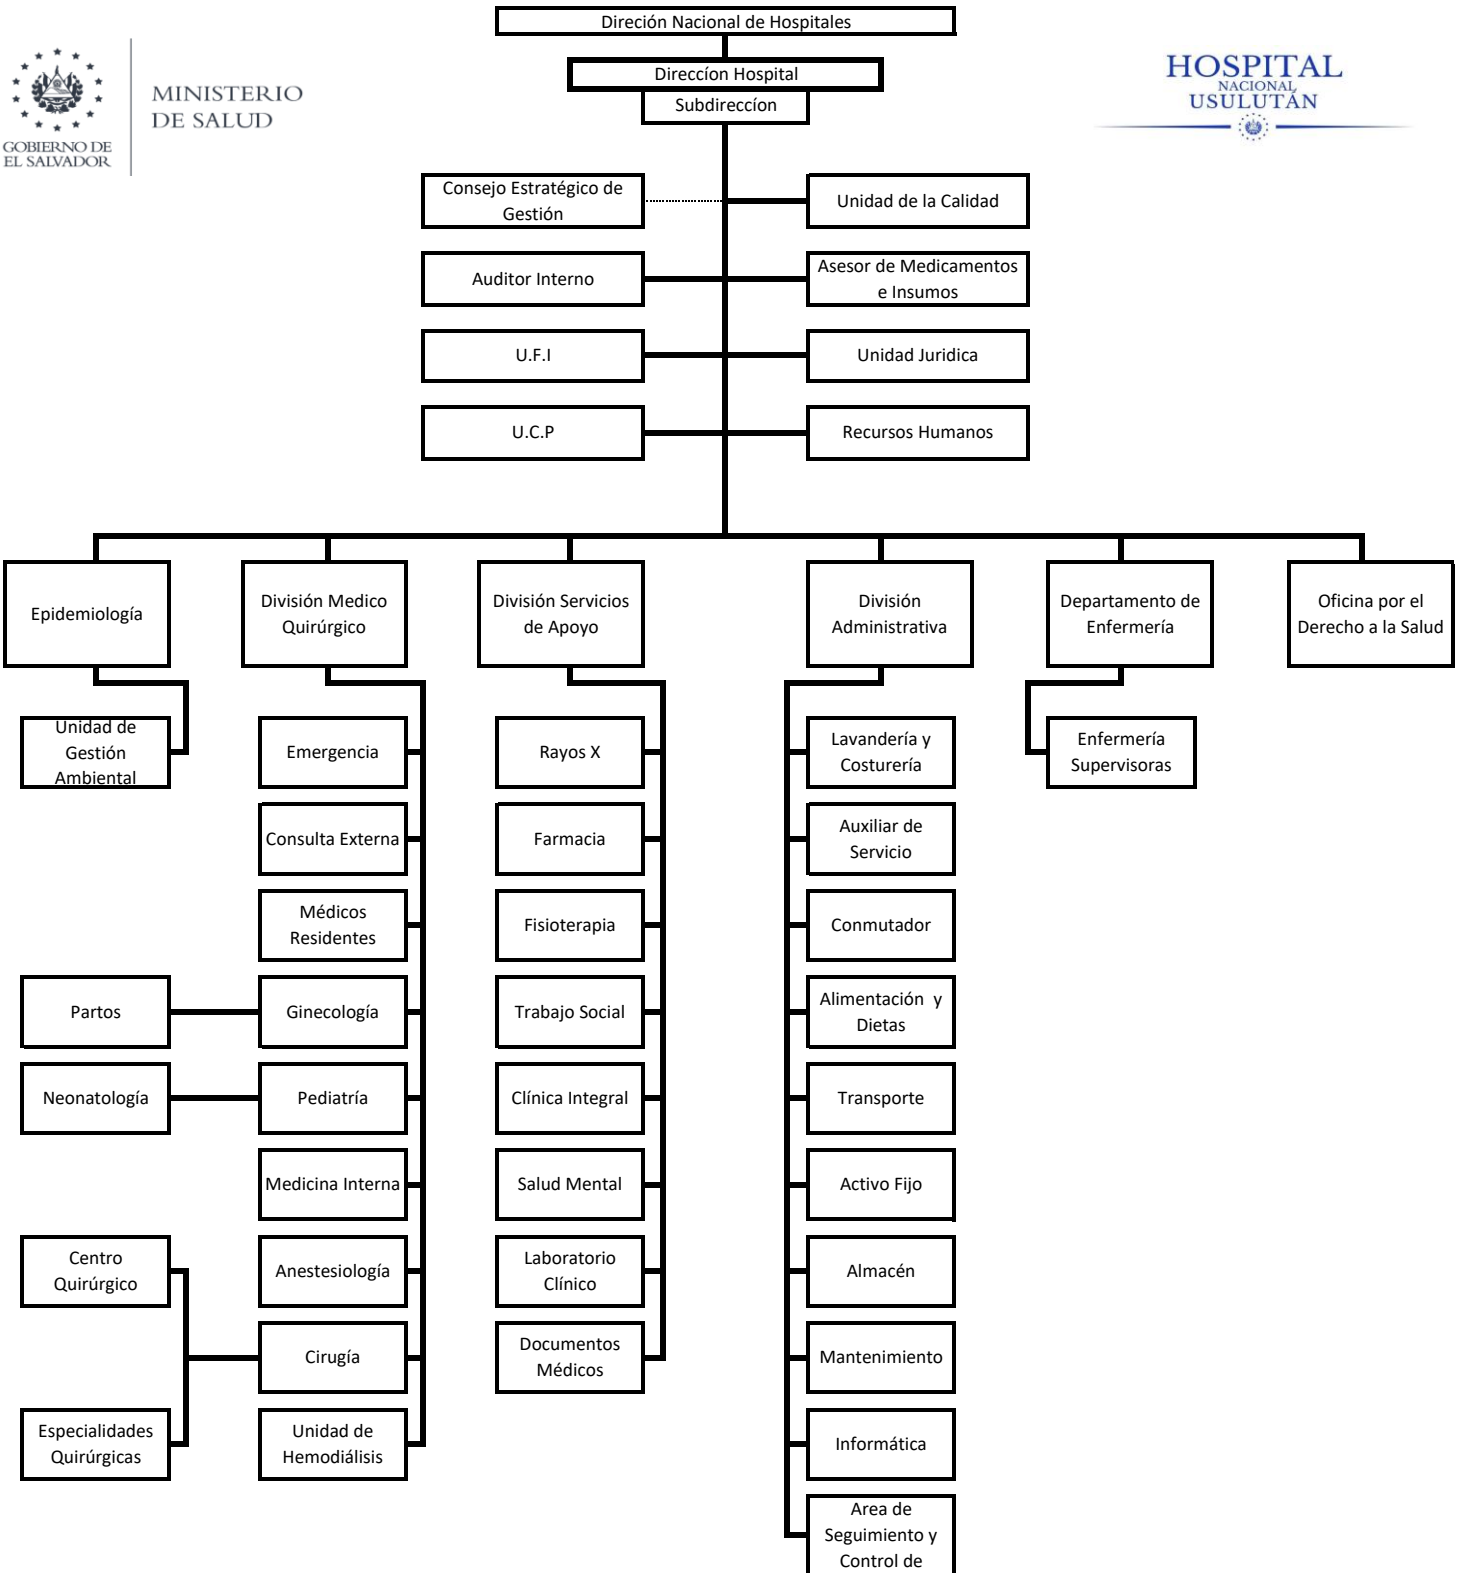 Direción Nacional de Hospitales
Direccíon Hospital
Subdireccíon
GOBIERNO DE
EL SALVADOR
MINISTERIO
DE SALUD
HOSPITAL
NACIONAL
USULUTÁN
Consejo Estratégico de
Gestión
Unidad de la Calidad
Auditor Interno
Asesor de Medicamentos
e Insumos
U.F.I
Unidad Juridica
U.C.P
Recursos Humanos
Epidemiología
División Medico
Quirúrgico
División Servicios
de Apoyo
División
Administrativa
Departamento de
Enfermería
Oficina por el
Derecho a la Salud
Unidad de
Gestión
Ambiental
Emergencia
Rayos X
Lavandería y
Costurería
Enfermería
Supervisoras
Consulta Externa
Farmacia
Auxiliar de
Servicio
Médicos
Residentes
Fisioterapia
Conmutador
Partos
Ginecología
Trabajo Social
Alimentación y
Dietas
Neonatología
Pediatría
Clínica Integral
Transporte
Medicina Interna
Salud Mental
Activo Fijo
Centro
Quirúrgico
Anestesiología
Laboratorio
Clínico
Almacén
Cirugía
Documentos
Médicos
Mantenimiento
Especialidades
Quirúrgicas
Unidad de
Hemodiálisis
Informática
Area de
Seguimiento y
Control de